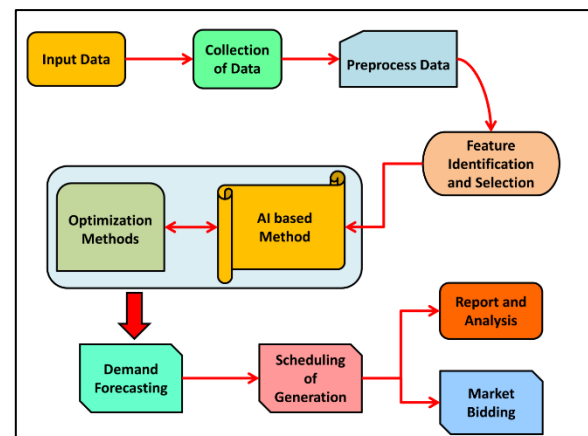 Input Data
Collection
of Data
Preprocess Data
Feature
Identification
and Selection
Optimization
Methods
AI based
Method
Demand
Forecasting
Scheduling
of
Generation
Report and
Analysis
Market
Bidding